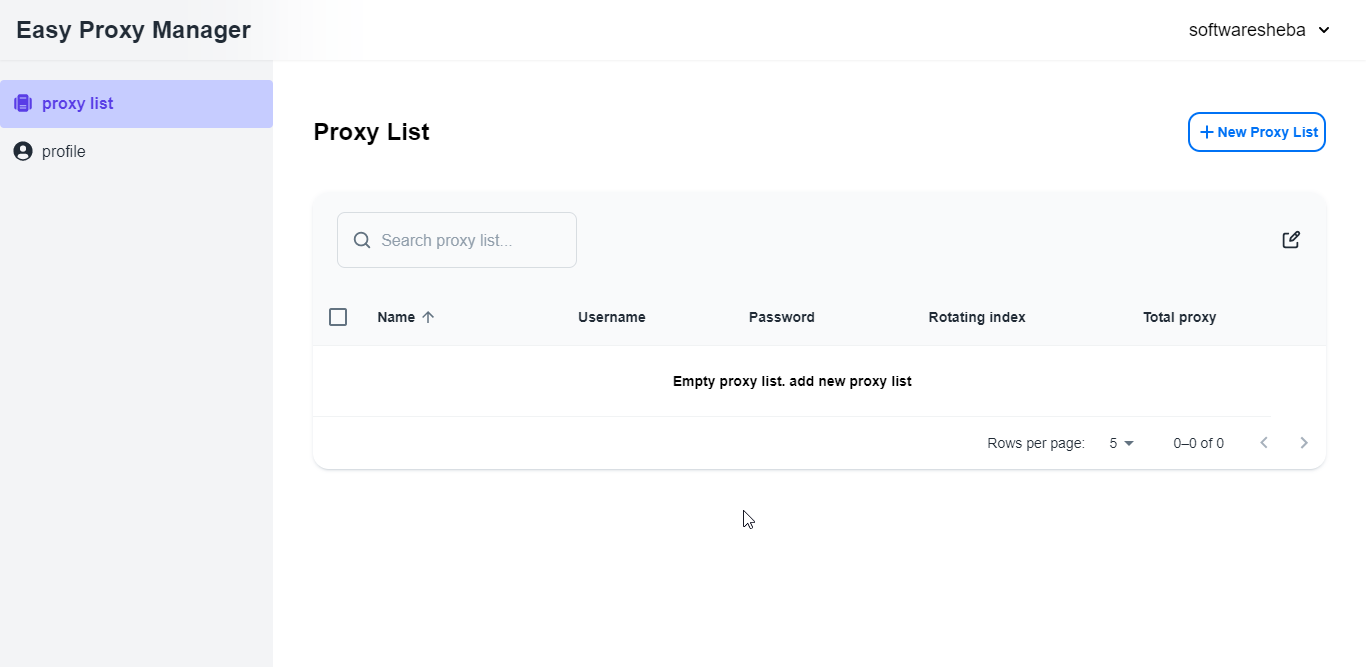 Easy Proxy Manager
softwaresheba
proxy list
profile
Proxy List
New Proxy List
Search proxy list...
Name Username Password Rotating index Total proxy
Empty proxy list. add new proxy list
Rows per page: 5 0–0 of 0